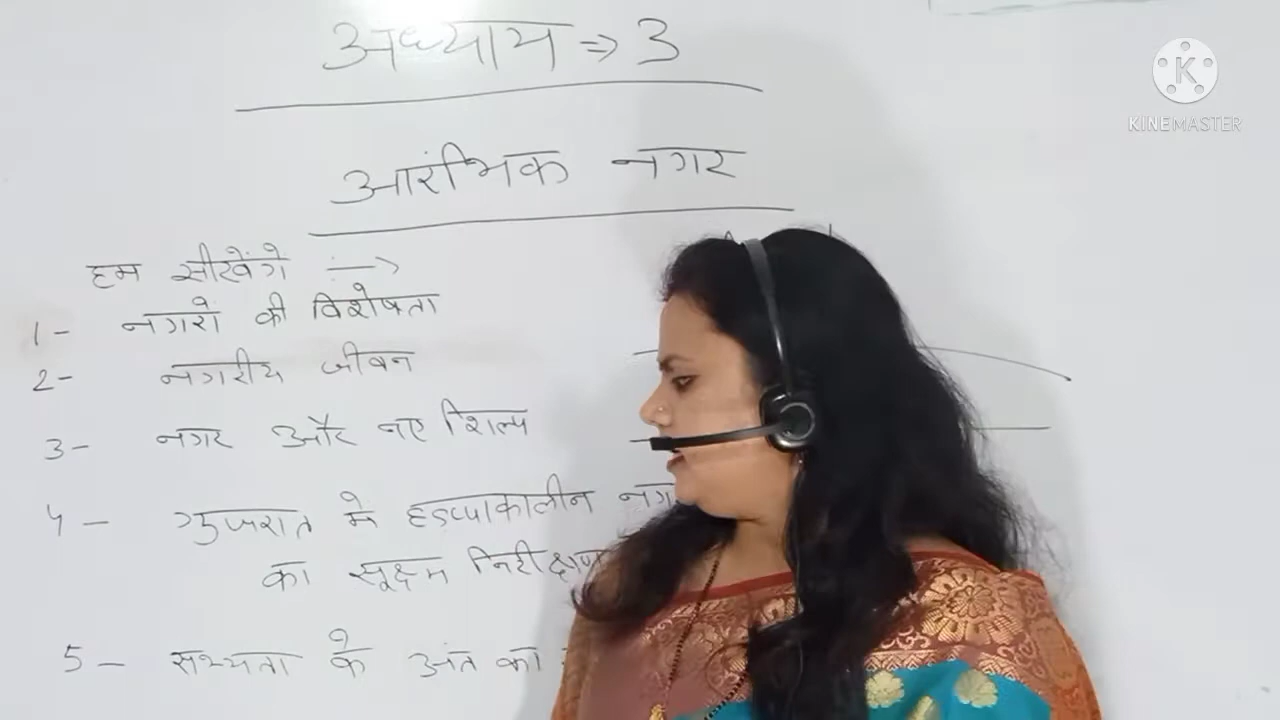 अध्याय => 3
आरंभिक नगर
हम सीखेंगे ÷->
1- नगरो की विशेषता
2- नगरीय जीवन
3- नगर और नए शिल्प
4- गुजरात मे हडप्पाकालीन
का सूक्ष्म निरीक्षण
5- सभ्यता के अंत का
KINEMASTER